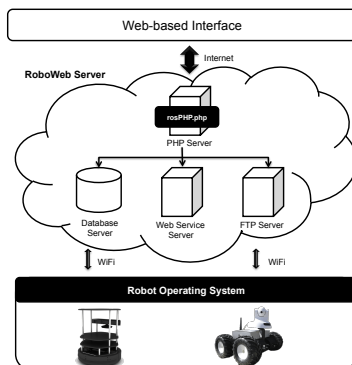 Web-based Interface
Internet
RoboWeb Server
rosPHP.php
PHP Server
Database
Server
Web Service
Server
FTP Server
WiFi
WiFi
Robot Operating System